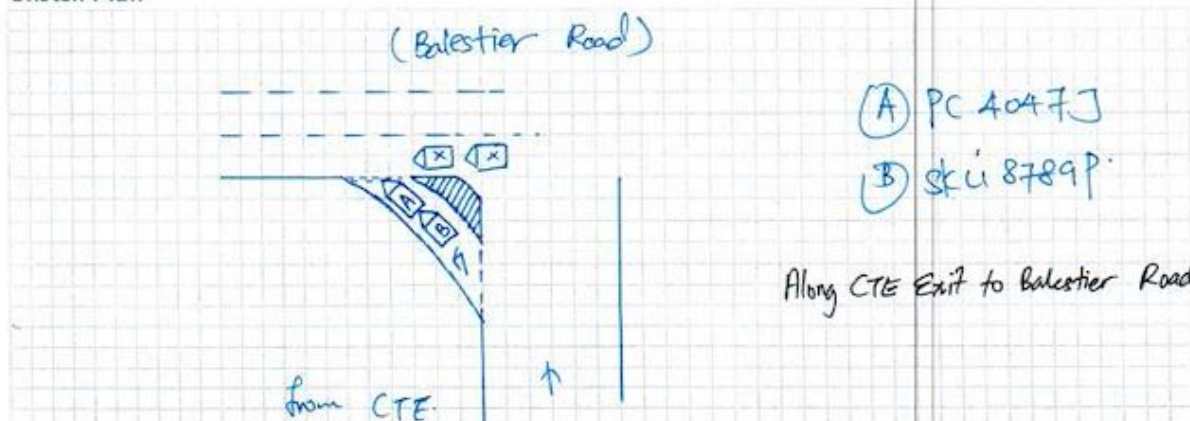 (Balestier Road)
A PC 4047J
B SKU 8789P
X X
A B
Along CTE Exit to Balestier Road
from CTE.